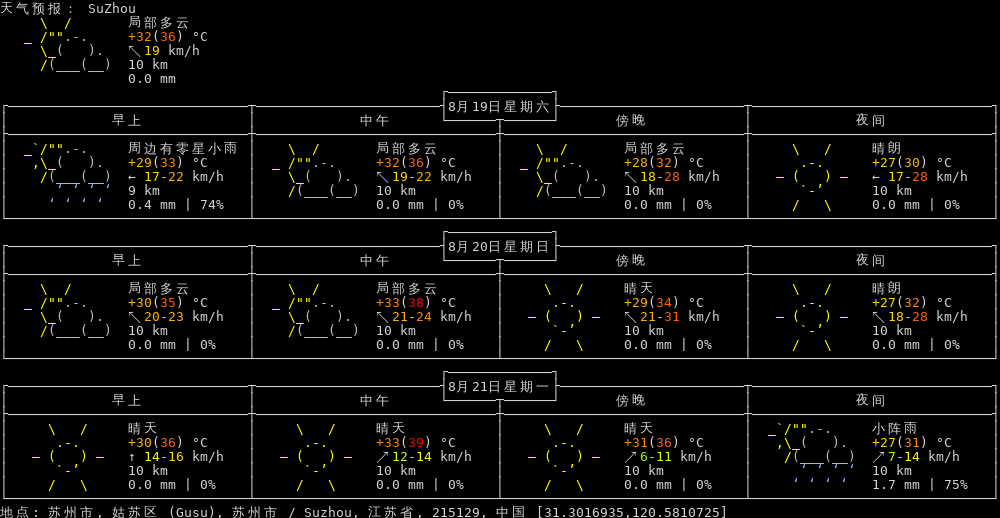 天气预报： SuZhou
局部多云
+32(36) °C
↖ 19 km/h
10 km
0.0 mm
8月19日星期六
早上 中午 傍晚 夜间
周边有零星小雨 局部多云 局部多云 晴朗
+29(33) °C +32(36) °C +28(32) °C +27(30) °C
← 17-22 km/h ↖ 19-22 km/h ↖ 18-28 km/h ← 17-28 km/h
9 km 10 km 10 km 10 km
0.4 mm | 74% 0.0 mm | 0% 0.0 mm | 0% 0.0 mm | 0%
8月20日星期日
早上 中午 傍晚 夜间
局部多云 局部多云 晴天 晴朗
+30(35) °C +33(38) °C +29(34) °C +27(32) °C
↖ 20-23 km/h ↖ 21-24 km/h ↖ 21-31 km/h ↖ 18-28 km/h
10 km 10 km 10 km 10 km
0.0 mm | 0% 0.0 mm | 0% 0.0 mm | 0% 0.0 mm | 0%
8月21日星期一
早上 中午 傍晚 夜间
晴天 晴天 晴天 小阵雨
+30(36) °C +33(39) °C +31(36) °C +27(31) °C
↑ 14-16 km/h ↗ 12-14 km/h ↗ 6-11 km/h ↗ 7-14 km/h
10 km 10 km 10 km 10 km
0.0 mm | 0% 0.0 mm | 0% 0.0 mm | 0% 1.7 mm | 75%
地点: 苏州市, 姑苏区 (Gusu), 苏州市 / Suzhou, 江苏省, 215129, 中国 [31.3016935,120.5810725]